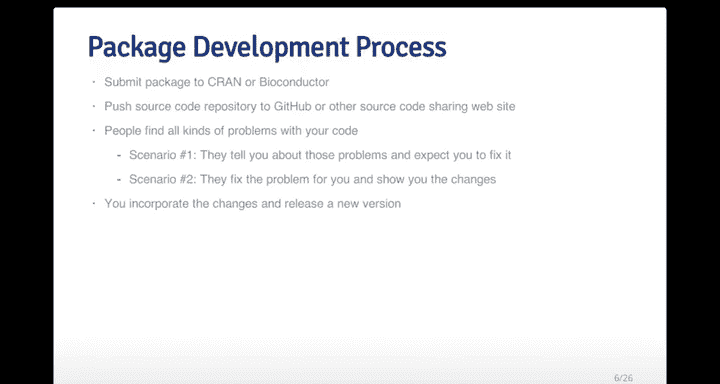 Package Development Process
· Submit package to CRAN or Bioconductor
· Push source code repository to GitHub or other source code sharing web site
· People find all kinds of problems with your code
- Scenario #1: They tell you about those problems and expect you to fix it
- Scenario #2: They fix the problem for you and show you the changes
· You incorporate the changes and release a new version
6/26